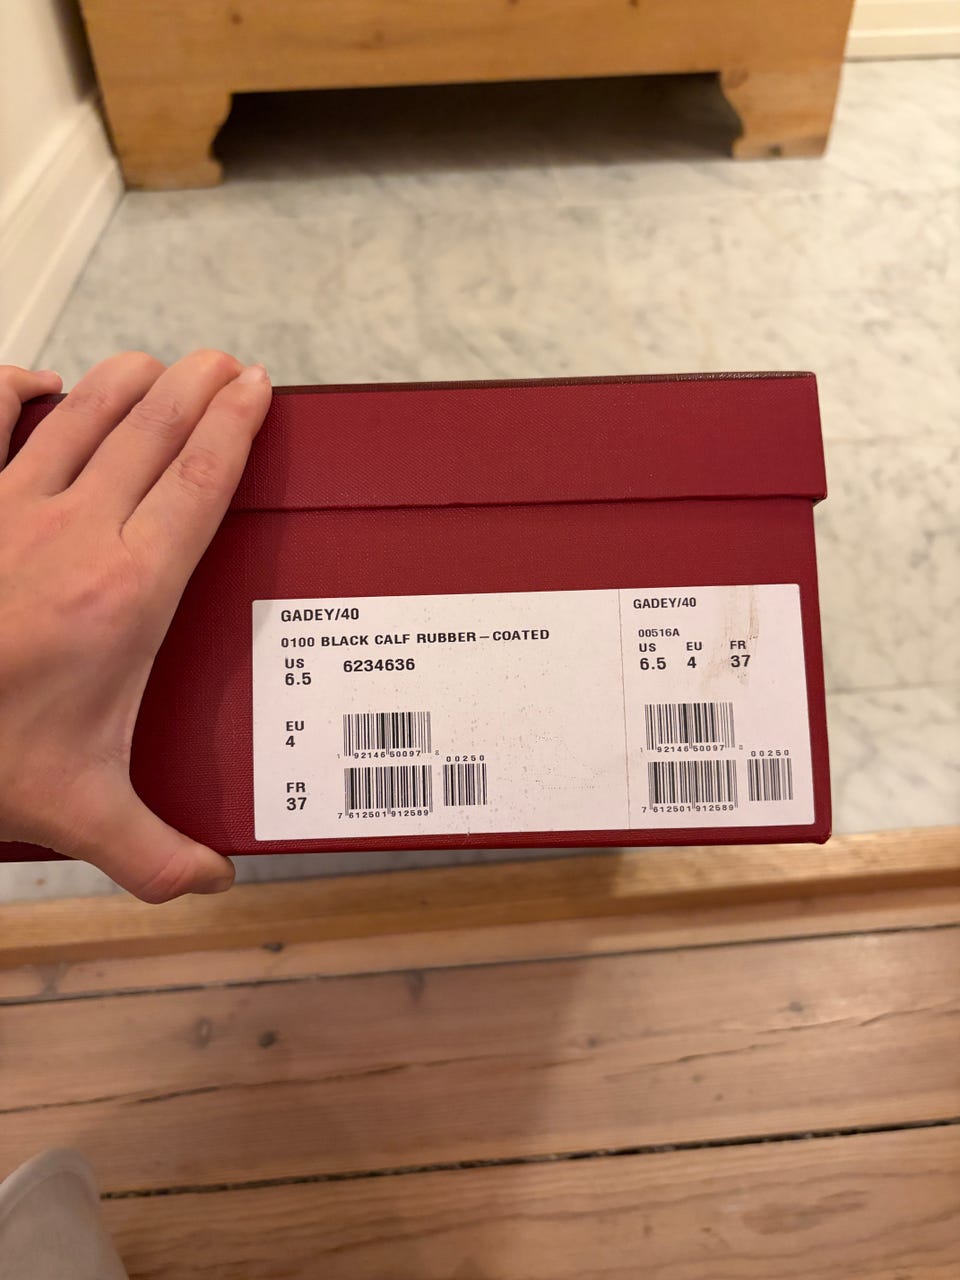 GADEY/40
0100 BLACK CALF RUBBER-COATED
US 6234636
6.5
EU
4
FR
37
1 92146 50097 8
00250
7 612501 912589
GADEY/40
00516A
US EU FR
6.5 4 37
1 92146 50097 8
00250
7 612501 912589